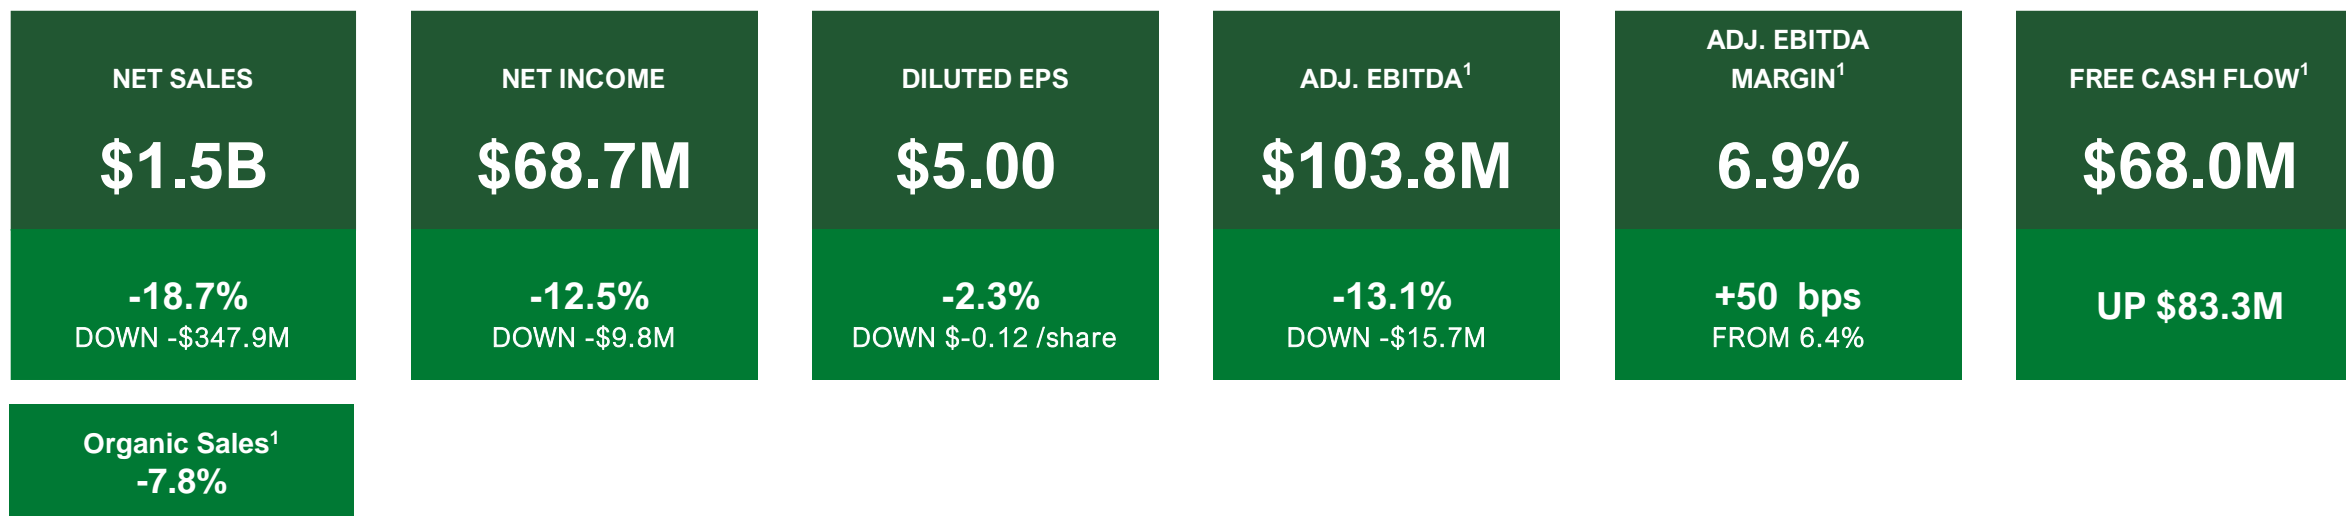 NET SALES
$1.5B
-18.7%
DOWN -$347.9M
Organic Sales¹
-7.8%
NET INCOME
$68.7M
-12.5%
DOWN -$9.8M
DILUTED EPS
$5.00
-2.3%
DOWN $-0.12 /share
ADJ. EBITDA¹
$103.8M
-13.1%
DOWN -$15.7M
ADJ. EBITDA
MARGIN¹
6.9%
+50 bps
FROM 6.4%
FREE CASH FLOW¹
$68.0M
UP $83.3M